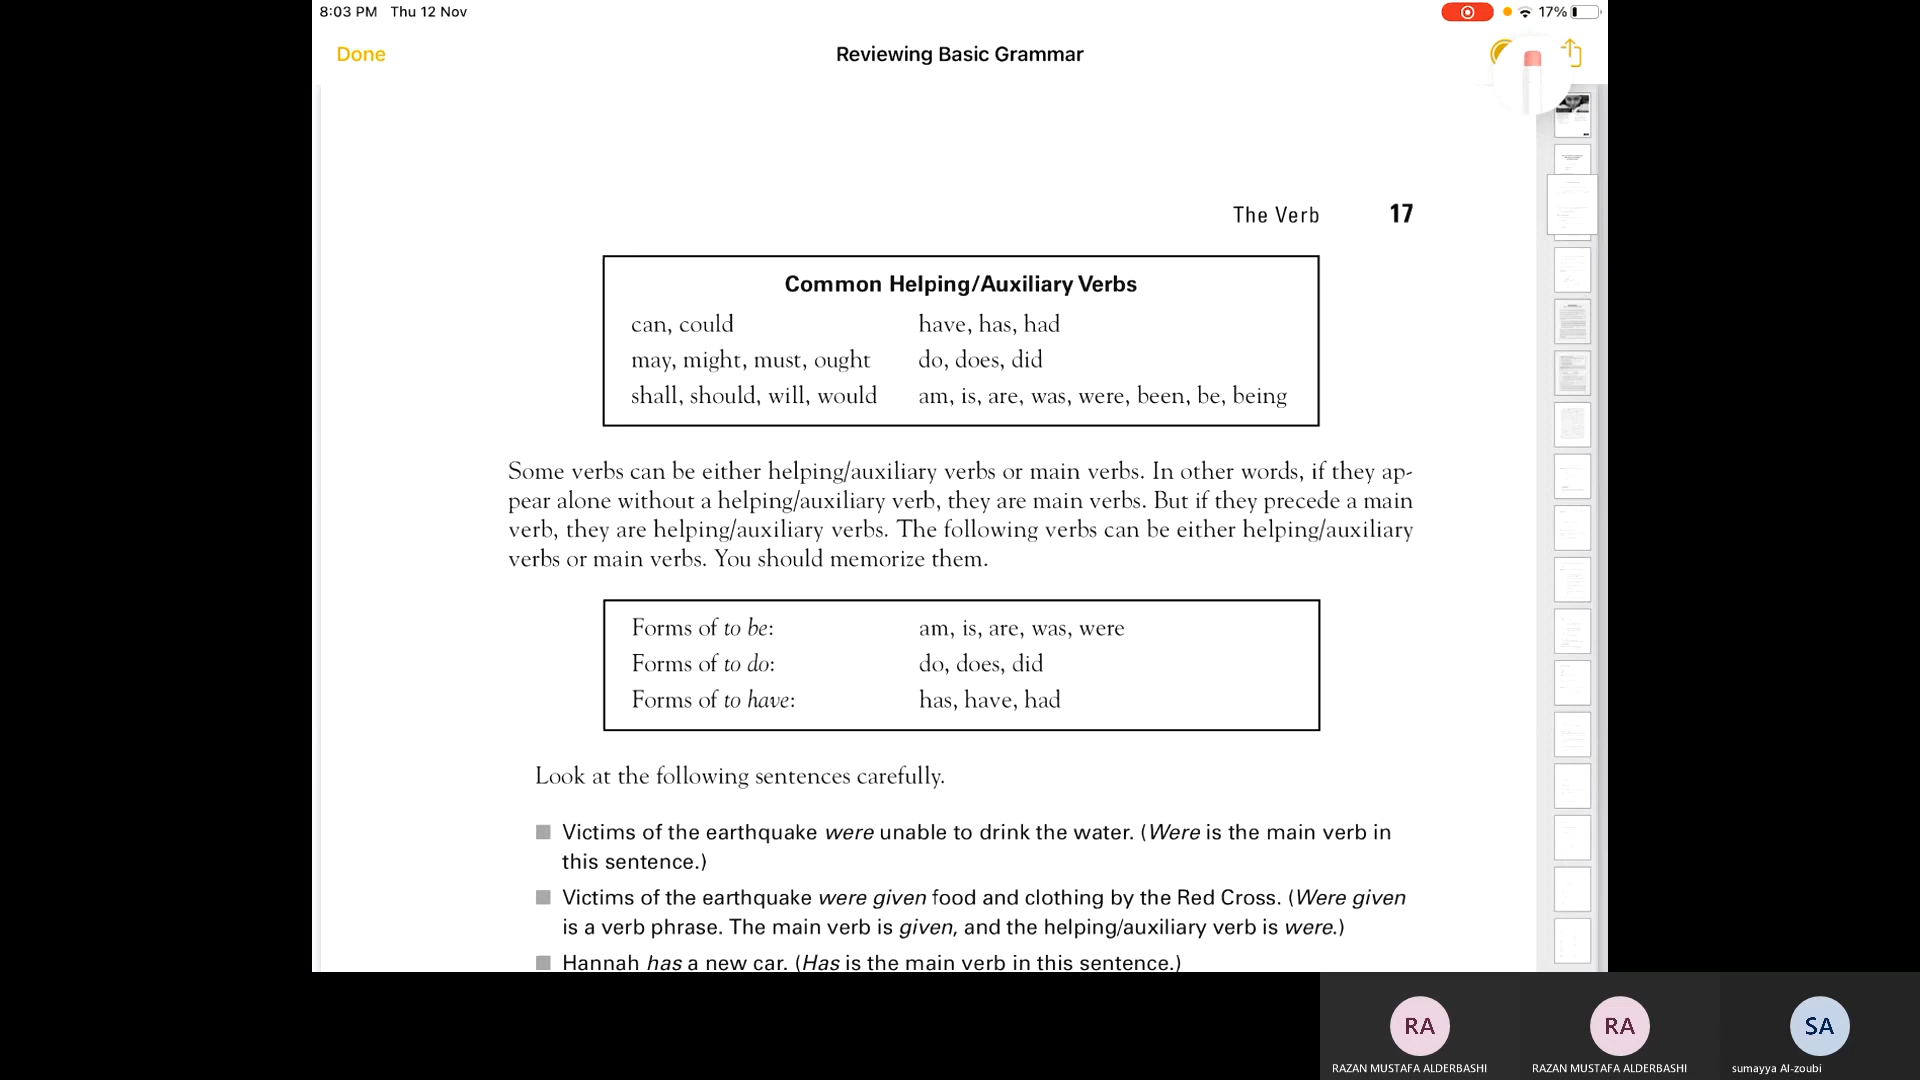 8:03 PM Thu 12 Nov
17%
Done
Reviewing Basic Grammar
The Verb 17
Common Helping/Auxiliary Verbs
can, could have, has, had
may, might, must, ought do, does, did
shall, should, will, would am, is, are, was, were, been, be, being
Some verbs can be either helping/auxiliary verbs or main verbs. In other words, if they ap-
pear alone without a helping/auxiliary verb, they are main verbs. But if they precede a main
verb, they are helping/auxiliary verbs. The following verbs can be either helping/auxiliary
verbs or main verbs. You should memorize them.
Forms of to be: am, is, are, was, were
Forms of to do: do, does, did
Forms of to have: has, have, had
Look at the following sentences carefully.
Victims of the earthquake were unable to drink the water. (Were is the main verb in
this sentence.)
Victims of the earthquake were given food and clothing by the Red Cross. (Were given
is a verb phrase. The main verb is given, and the helping/auxiliary verb is were.)
Hannah has a new car. (Has is the main verb in this sentence.)
RA RA SA
RAZAN MUSTAFA ALDERBASHI RAZAN MUSTAFA ALDERBASHI sumayya Al-zoubi